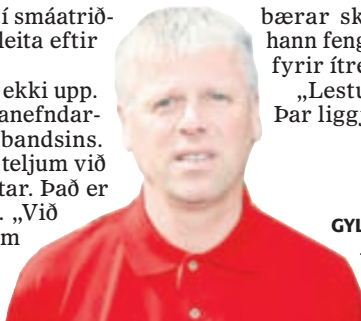 í smáatrið-
leita eftir
ekki upp.
anefndar-
bandsins.
teljum við
tar. Það er
. „Við
m
bærar sk
hann feng
fyrir ítre
„Lestu
Þar liggj
GYL